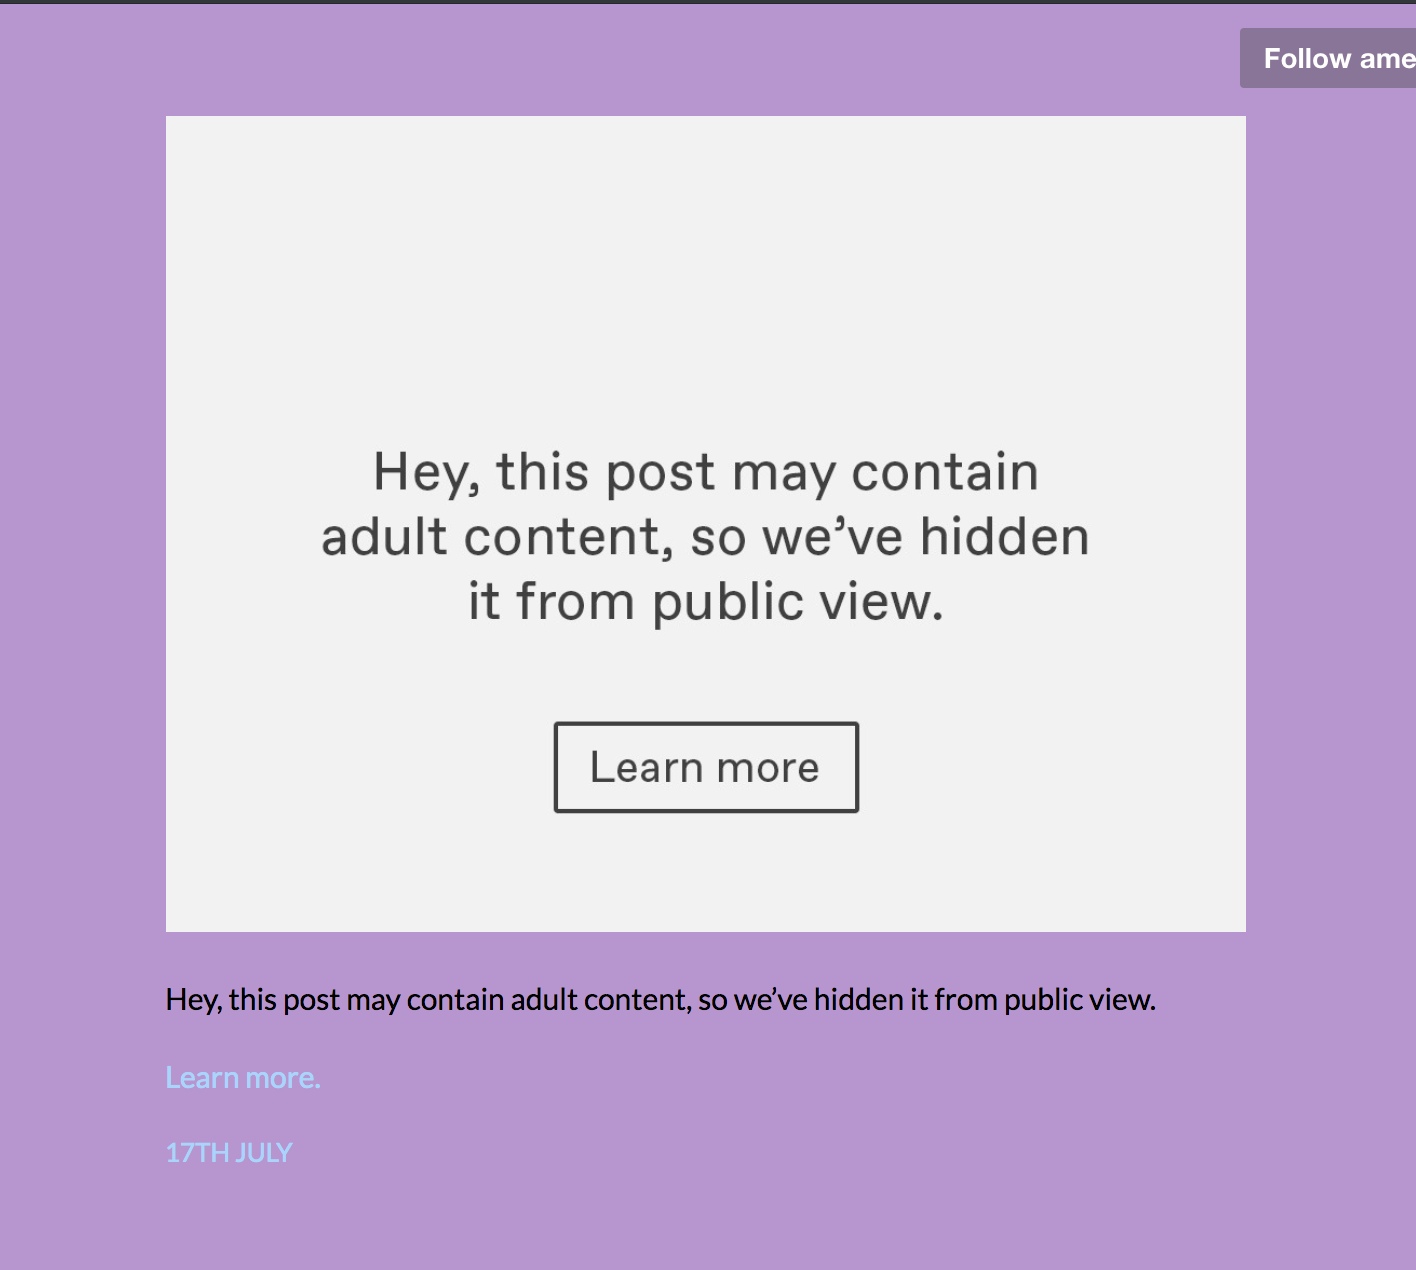 Follow ame
Hey, this post may contain
adult content, so we’ve hidden
it from public view.
Learn more
Hey, this post may contain adult content, so we’ve hidden it from public view.
Learn more.
17TH JULY